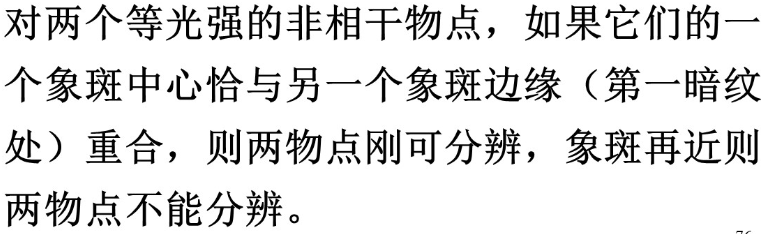 对两个等光强的非相干物点，如果它们的一
个象斑中心恰与另一个象斑边缘（第一暗纹
处）重合，则两物点刚可分辨，象斑再近则
两物点不能分辨。